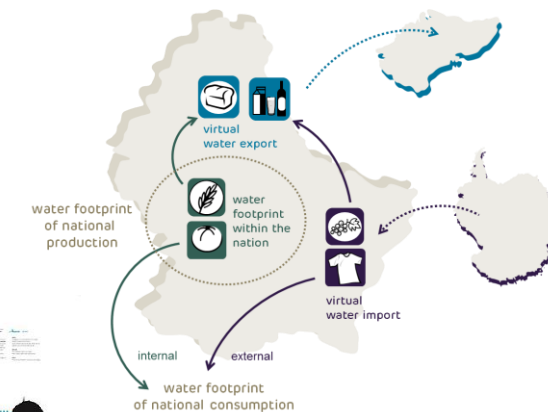 virtual
water export
water footprint
of national
production
water
footprint
within the
nation
virtual
water import
internal
external
water footprint
of national consumption